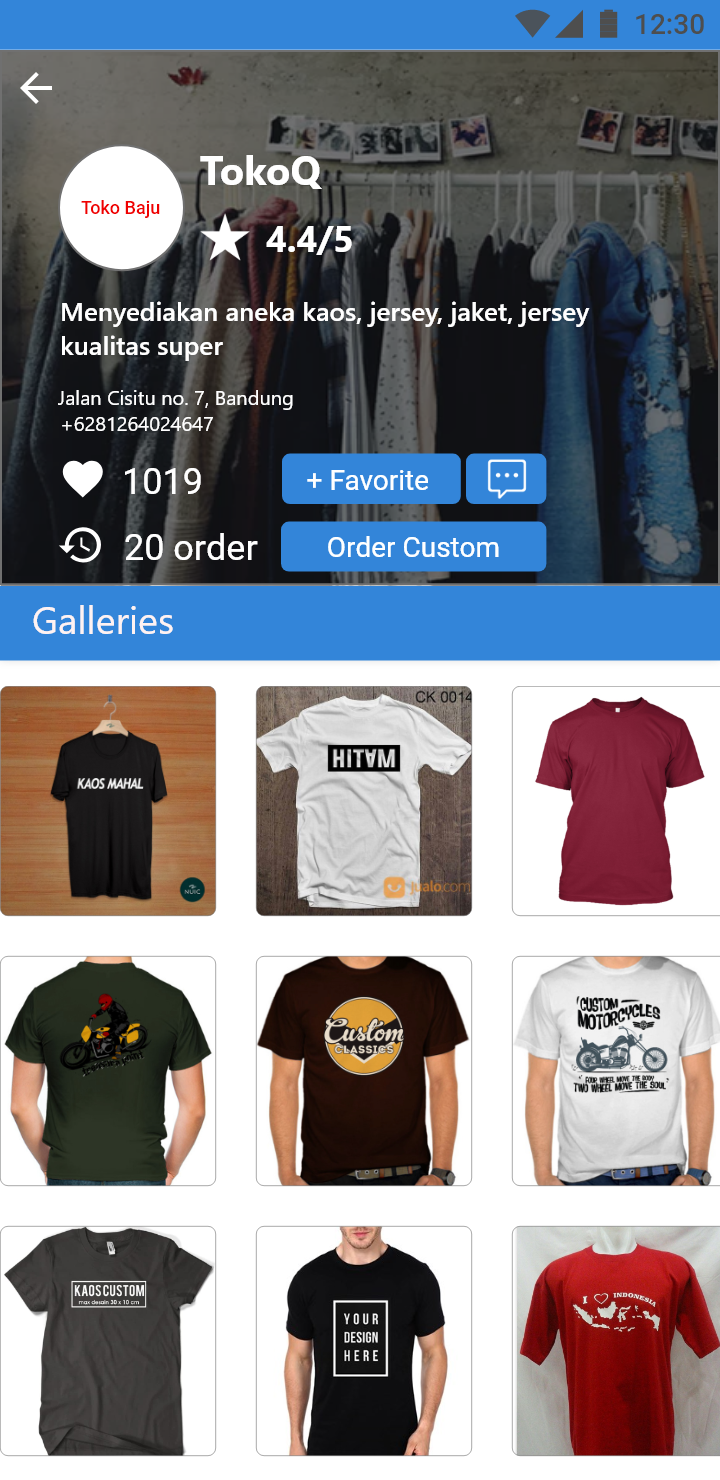 12:30
TokoQ
Toko Baju
4.4/5
Menyediakan aneka kaos, jersey, jaket, jersey
kualitas super
Jalan Cisitu no. 7, Bandung
+6281264024647
1019
+ Favorite
20 order
Order Custom
Galleries
KAOS MAHAL
NUIC
CK 0014
HITAM
jualo.com
Custom
CLASSICS
CUSTOM
MOTORCYCLES
FOUR WHEEL MOVE THE BODY
TWO WHEEL MOVE THE SOUL
KAOS CUSTOM
max desain 30 x 10 cm
YOUR
DESIGN
HERE
I INDONESIA